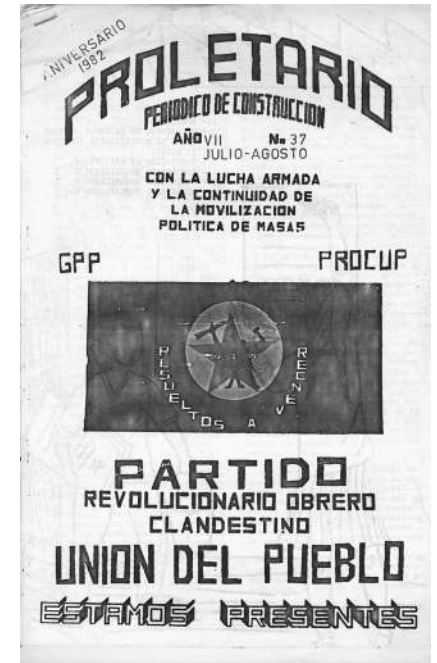 ANIVERSARIO
1982
PROLETARIO
PERIODICO DE CONSTRUCCION
AÑO VII No 37
JULIO-AGOSTO
CON LA LUCHA ARMADA
Y LA CONTINUIDAD DE
LA MOVILIZACION
POLITICA DE MASAS
GPP PROCUP
RESUELTOS A VENCER
PARTIDO
REVOLUCIONARIO OBRERO
CLANDESTINO
UNION DEL PUEBLO
ESTAMOS PRESENTES